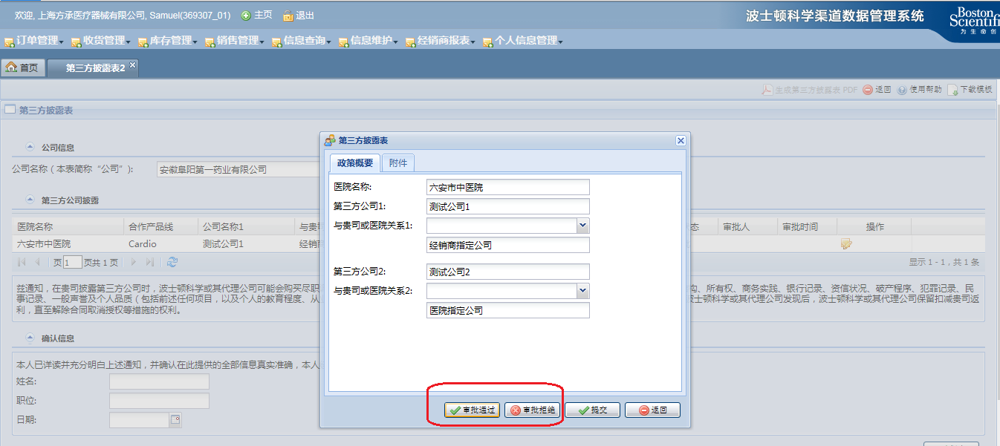 欢迎, 上海方承医疗器械有限公司, Samuel(369307_01) 主页 退出
波士顿科学渠道数据管理系统
Boston
Scientifi
为生命创
订单管理 收货管理 库存管理 销售管理 信息查询 信息维护 经销商报表 个人信息管理
首页 第三方披露表2
生成第三方披露表 PDF 返回 使用帮助 下载模板
第三方披露表
公司信息
公司名称（本表简称“公司”）: 安徽阜阳第一药业有限公司
第三方公司披露
医院名称 合作产品线 公司名称1 与贵司 态 审批人 审批时间 操作
六安市中医院 Cardio 测试公司1 经销商
页 1 页共 1 页 显示 1 - 1，共 1 条
兹通知，在贵司披露第三方公司时，波士顿科学或其代理公司可能会购买尽职 、所有权、商务实践、银行记录、资信状况、破产程序、犯罪记录、民
事记录、一般声誉及个人品质（包括前述任何项目，以及个人的教育程度、从 波士顿科学或其代理公司发现后，波士顿科学或其代理公司保留扣减贵司返
利，直至解除合同取消授权等措施的权利。
确认信息
本人已详读并充分明白上述通知，并确认在此提供的全部信息真实准确，本人
姓名:
职位:
日期:
第三方披露表
政策概要 附件
医院名称: 六安市中医院
第三方公司1: 测试公司1
与贵司或医院关系1:
经销商指定公司
第三方公司2: 测试公司2
与贵司或医院关系2:
医院指定公司
审批通过 审批拒绝 提交 返回